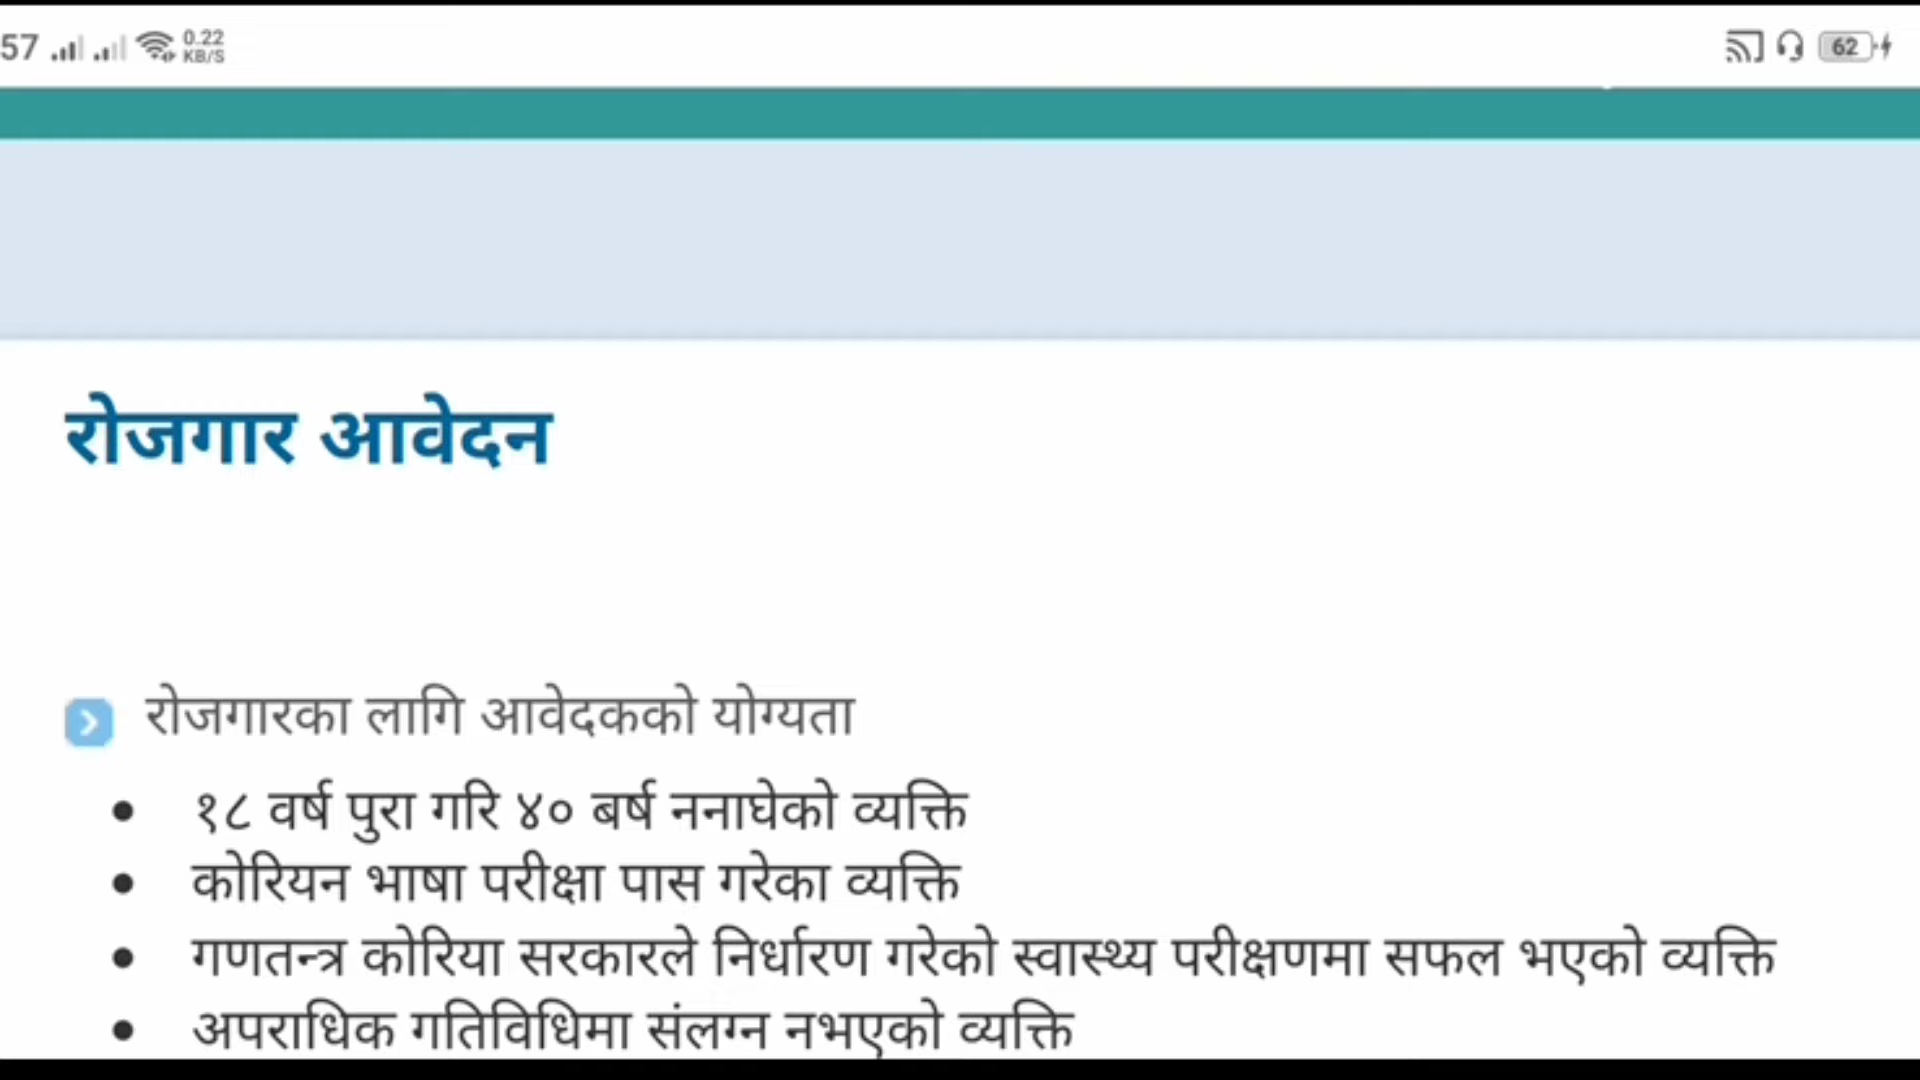 57 0.22 KB/S 62
रोजगार आवेदन
रोजगारका लागि आवेदकको योग्यता
• १८ वर्ष पुरा गरि ४० बर्ष ननाघेको व्यक्ति
• कोरियन भाषा परीक्षा पास गरेका व्यक्ति
• गणतन्त्र कोरिया सरकारले निर्धारण गरेको स्वास्थ्य परीक्षणमा सफल भएको व्यक्ति
• अपराधिक गतिविधिमा संलग्न नभएको व्यक्ति